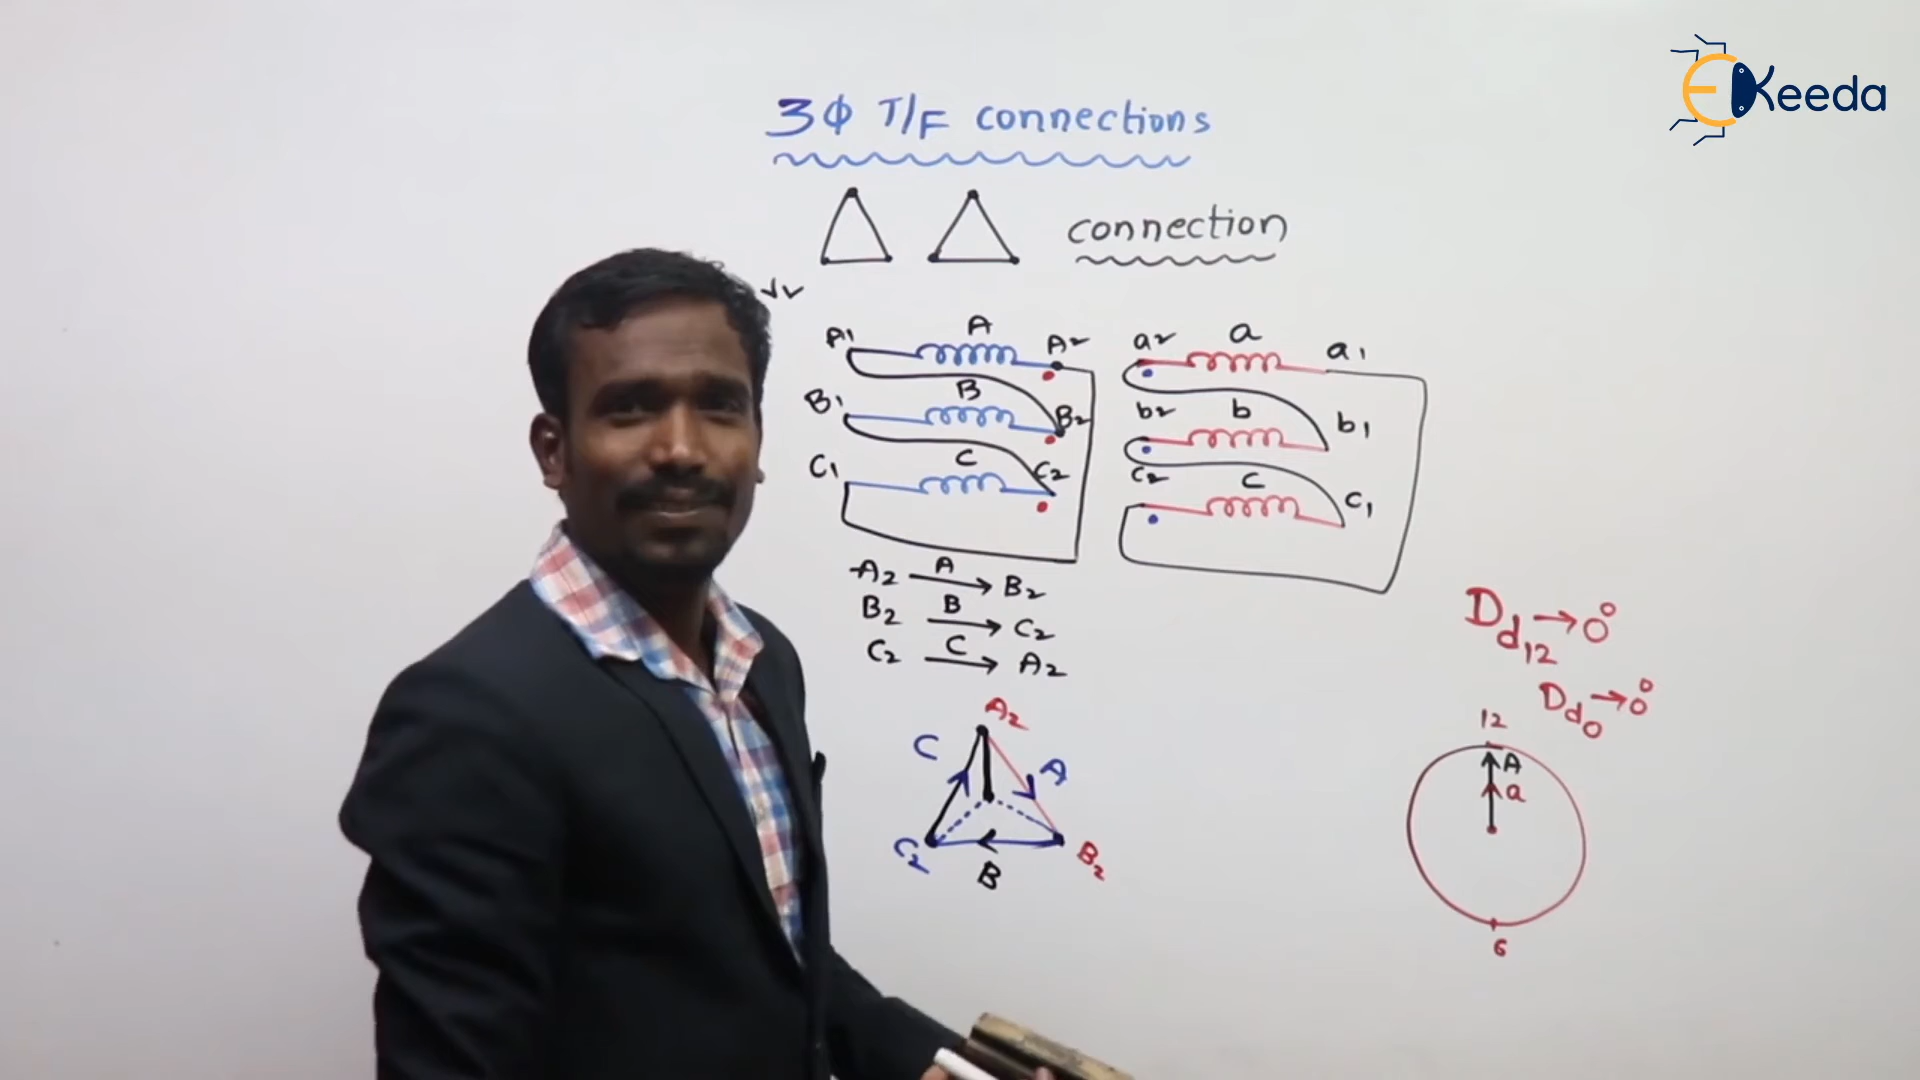 EKeeda
3Φ T/F connections
connection
A1 A A2 a2 a a1
B1 B B2 b2 b b1
C1 C C2 c2 c c1
A2 A → B2
B2 B → C2
C2 C → A2
Dd12 → 0°
Dd0 → 0°
A2
C A
C2 B B2
12
A
a
6